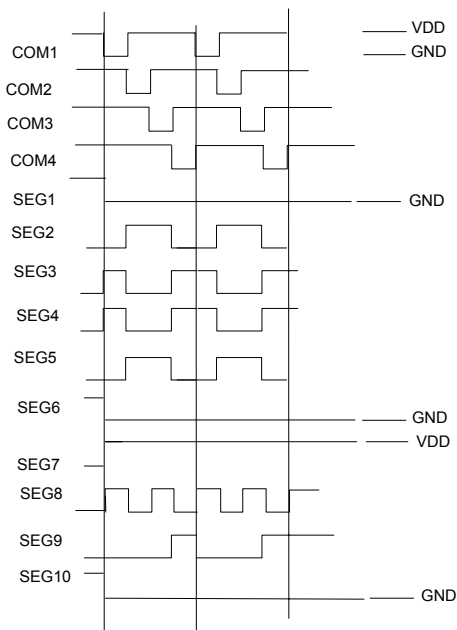 VDD
COM1
GND
COM2
COM3
COM4
SEG1
GND
SEG2
SEG3
SEG4
SEG5
SEG6
GND
VDD
SEG7
SEG8
SEG9
SEG10
GND